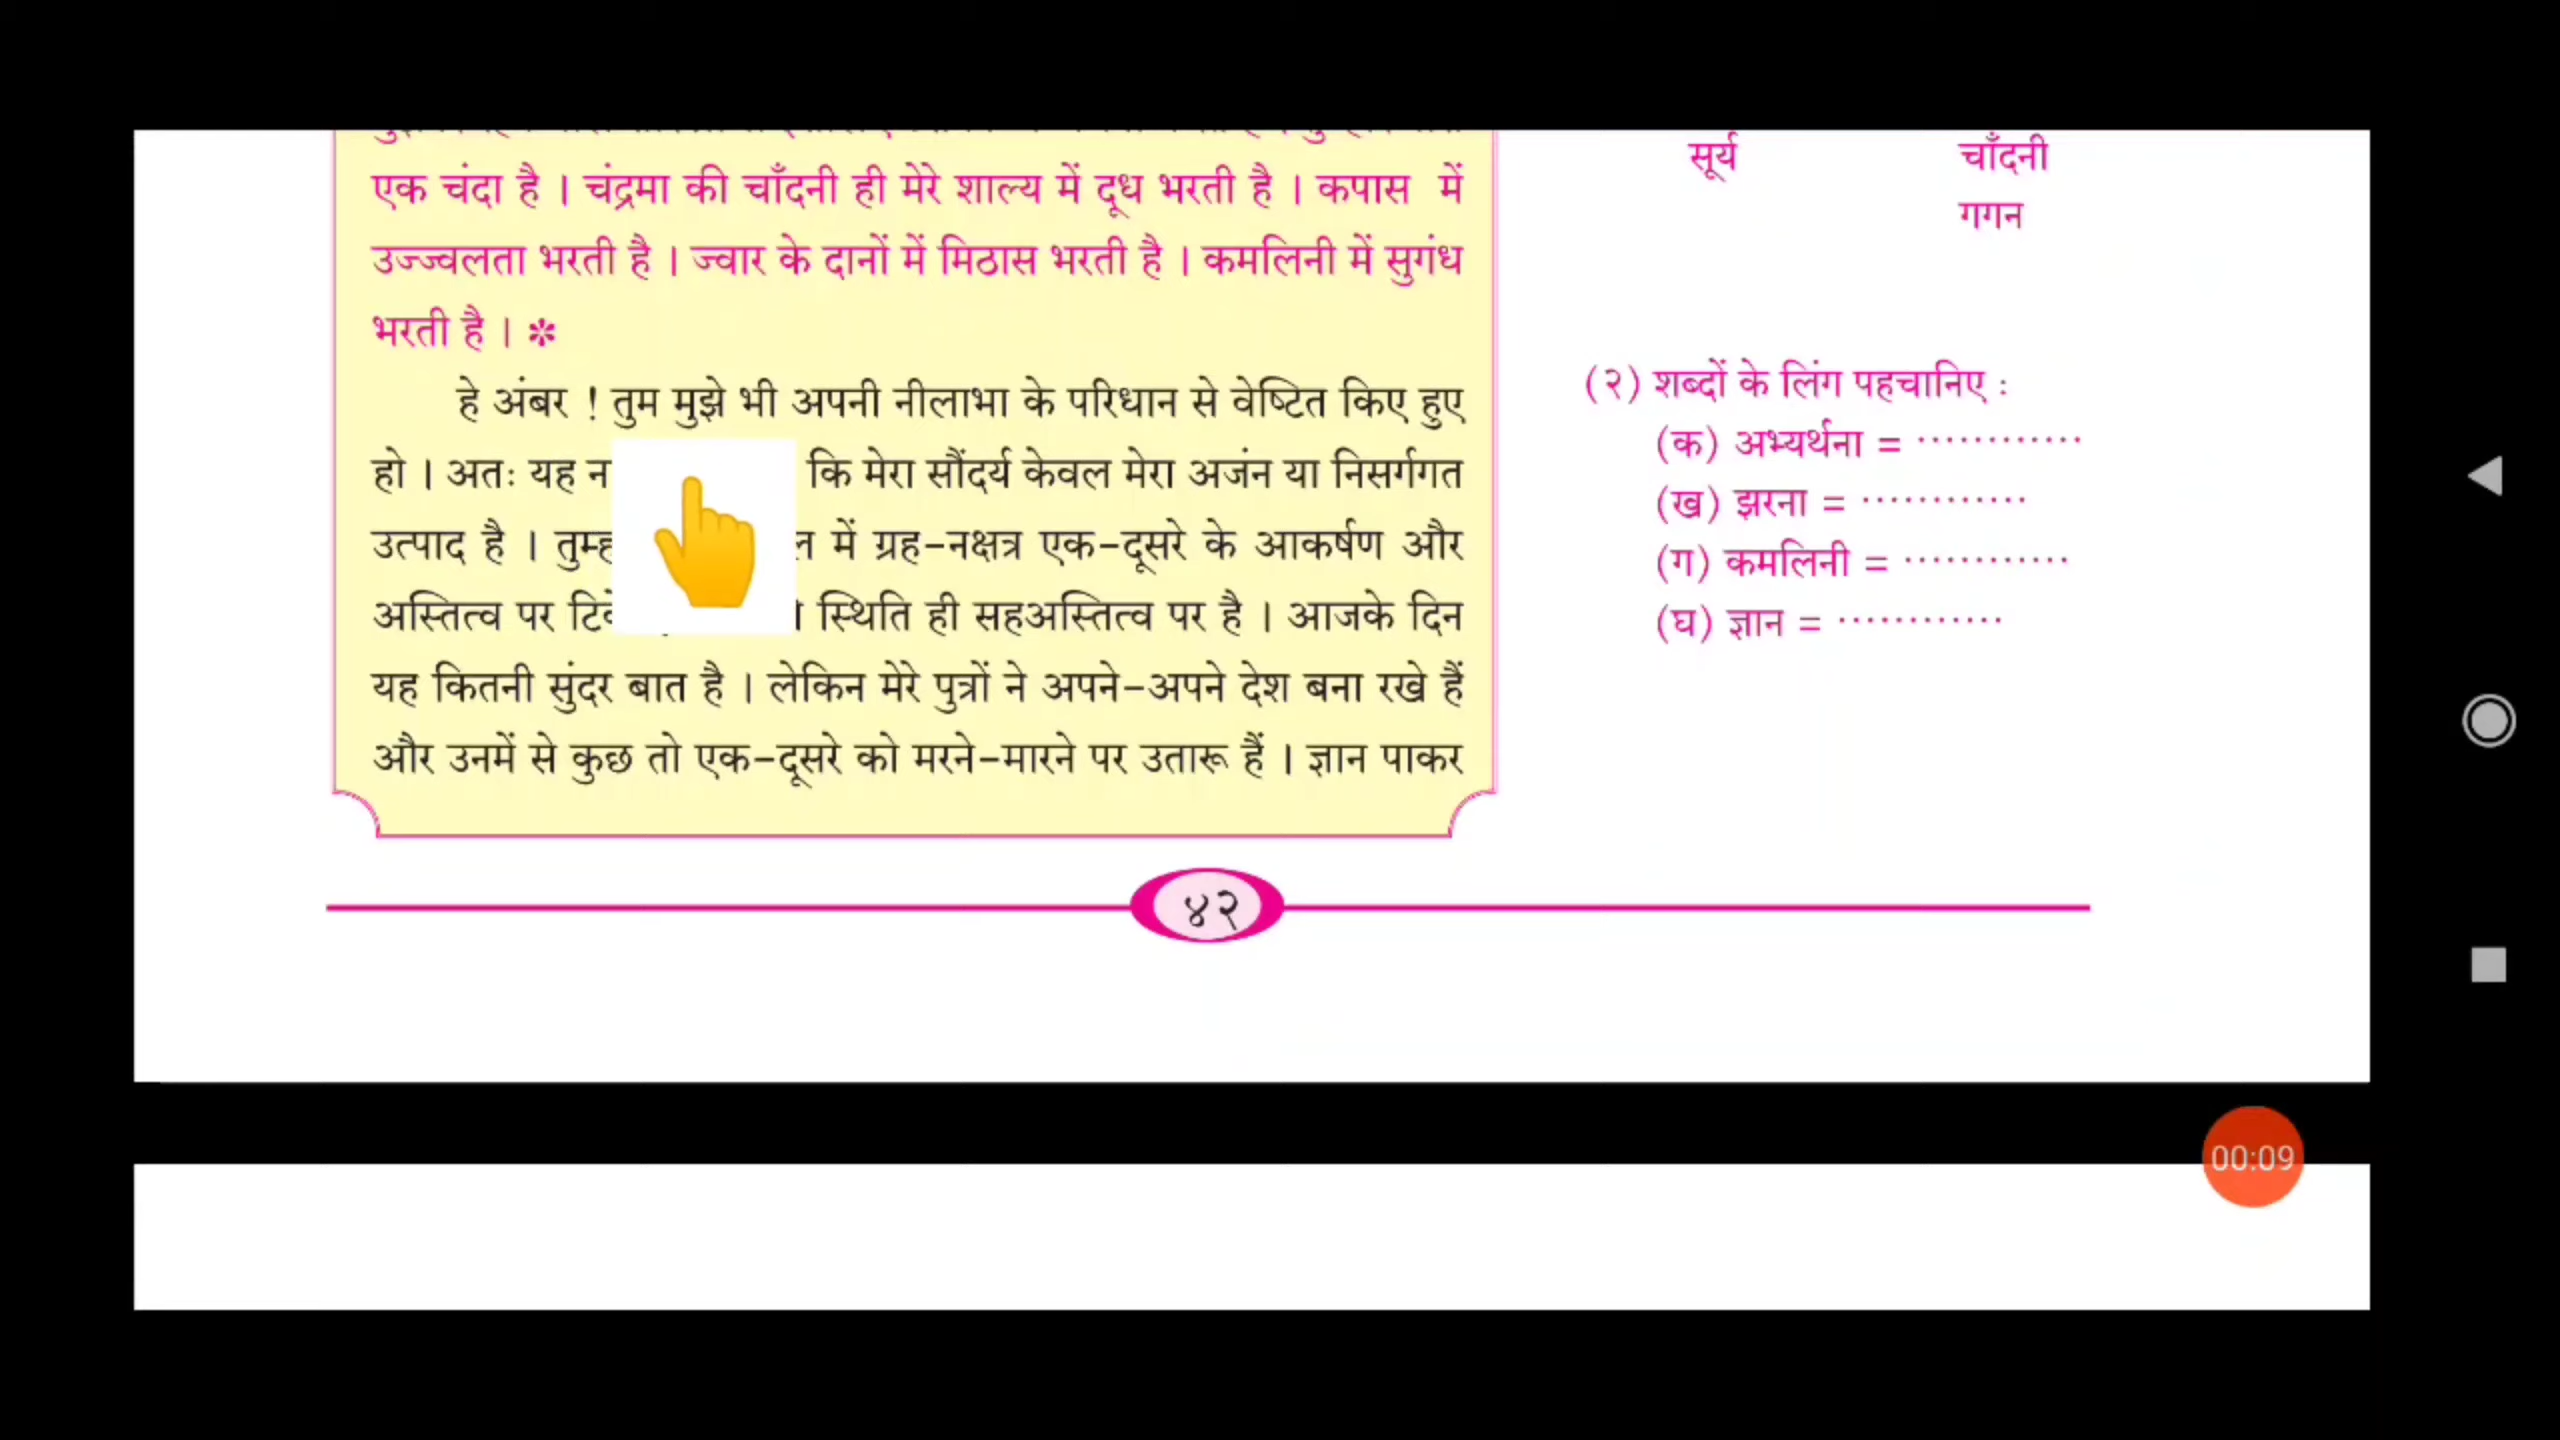 एक चंदा है । चंद्रमा की चाँदनी ही मेरे शाल्य में दूध भरती है । कपास में
उज्ज्वलता भरती है । ज्वार के दानों में मिठास भरती है । कमलिनी में सुगंध
भरती है । ✻
हे अंबर ! तुम मुझे भी अपनी नीलाभा के परिधान से वेष्टित किए हुए
हो । अतः यह कि मेरा सौंदर्य केवल मेरा अजंन या निसर्गगत
उत्पाद है । में ग्रह-नक्षत्र एक-दूसरे के आकर्षण और
अस्तित्व पर स्थिति ही सहअस्तित्व पर है । आजके दिन
यह कितनी सुंदर बात है । लेकिन मेरे पुत्रों ने अपने-अपने देश बना रखे हैं
और उनमें से कुछ तो एक-दूसरे को मरने-मारने पर उतारू हैं । ज्ञान पाकर
सूर्य चाँदनी
गगन
(२) शब्दों के लिंग पहचानिए :
(क) अभ्यर्थना = ············
(ख) झरना = ············
(ग) कमलिनी = ············
(घ) ज्ञान = ············
४२
00:09